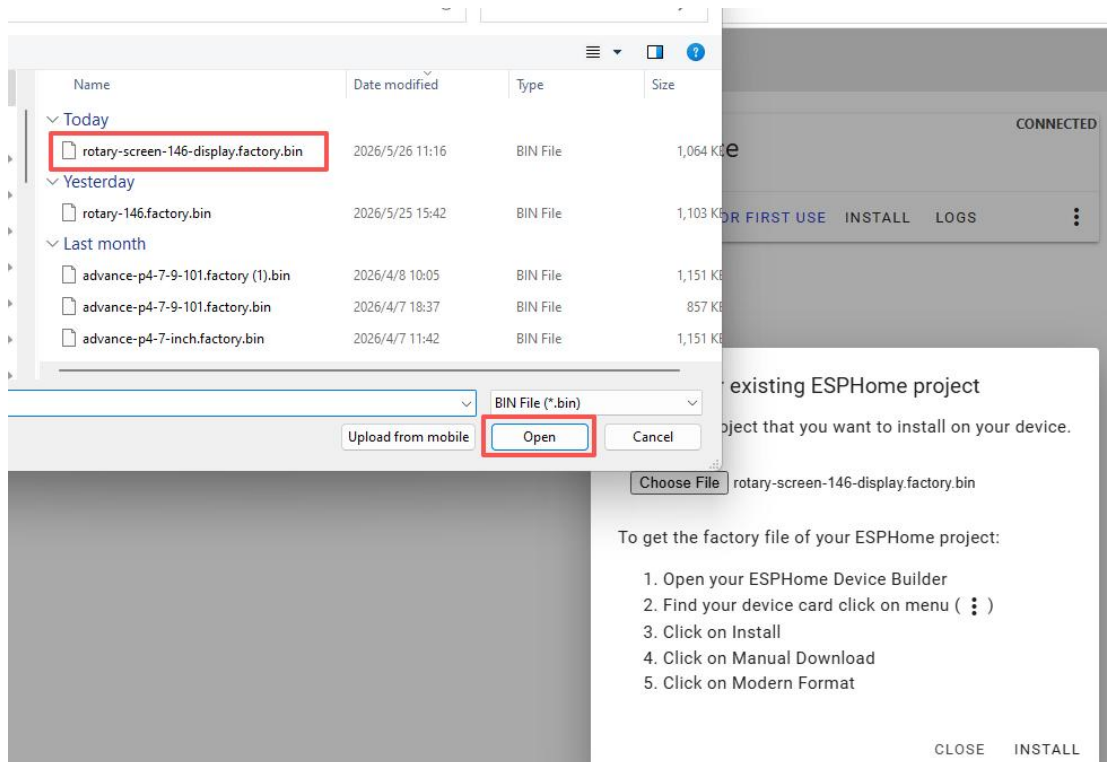 Name Date modified Type Size
Today
rotary-screen-146-display.factory.bin 2026/5/26 11:16 BIN File 1,064 KB
Yesterday
rotary-146.factory.bin 2026/5/25 15:42 BIN File 1,103 KB
Last month
advance-p4-7-9-101.factory (1).bin 2026/4/8 10:05 BIN File 1,151 KB
advance-p4-7-9-101.factory.bin 2026/4/7 18:37 BIN File 857 KB
advance-p4-7-inch.factory.bin 2026/4/7 11:42 BIN File 1,151 KB
BIN File (*.bin)
Upload from mobile Open Cancel
CONNECTED
FIRST USE INSTALL LOGS
existing ESPHome project
that you want to install on your device.
Choose File rotary-screen-146-display.factory.bin
To get the factory file of your ESPHome project:
1. Open your ESPHome Device Builder
2. Find your device card click on menu ( ⋮ )
3. Click on Install
4. Click on Manual Download
5. Click on Modern Format
CLOSE INSTALL